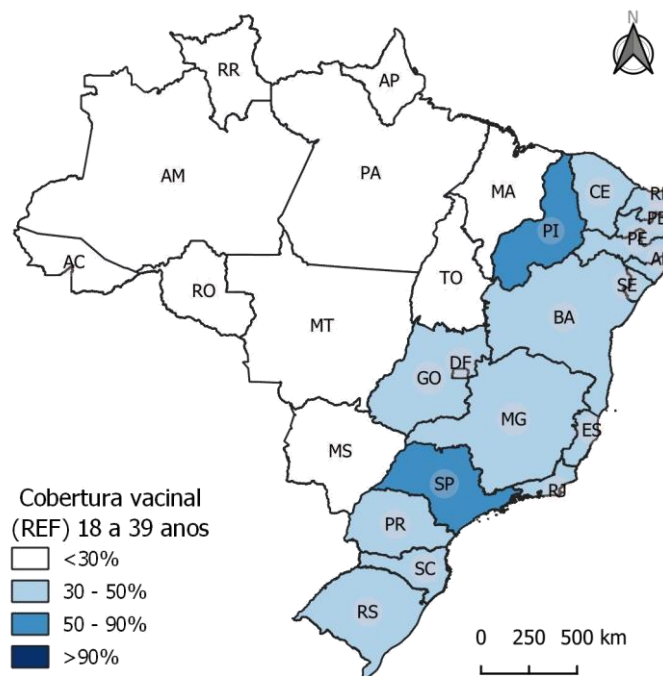 N
RR
AP
AM
PA
MA
CE
PI
PE
AC
RO
TO
SE
MT
BA
DF
GO
MG
MS
ES
SP
RJ
PR
SC
RS
Cobertura vacinal
(REF) 18 a 39 anos
<30%
30 - 50%
50 - 90%
>90%
0 250 500 km